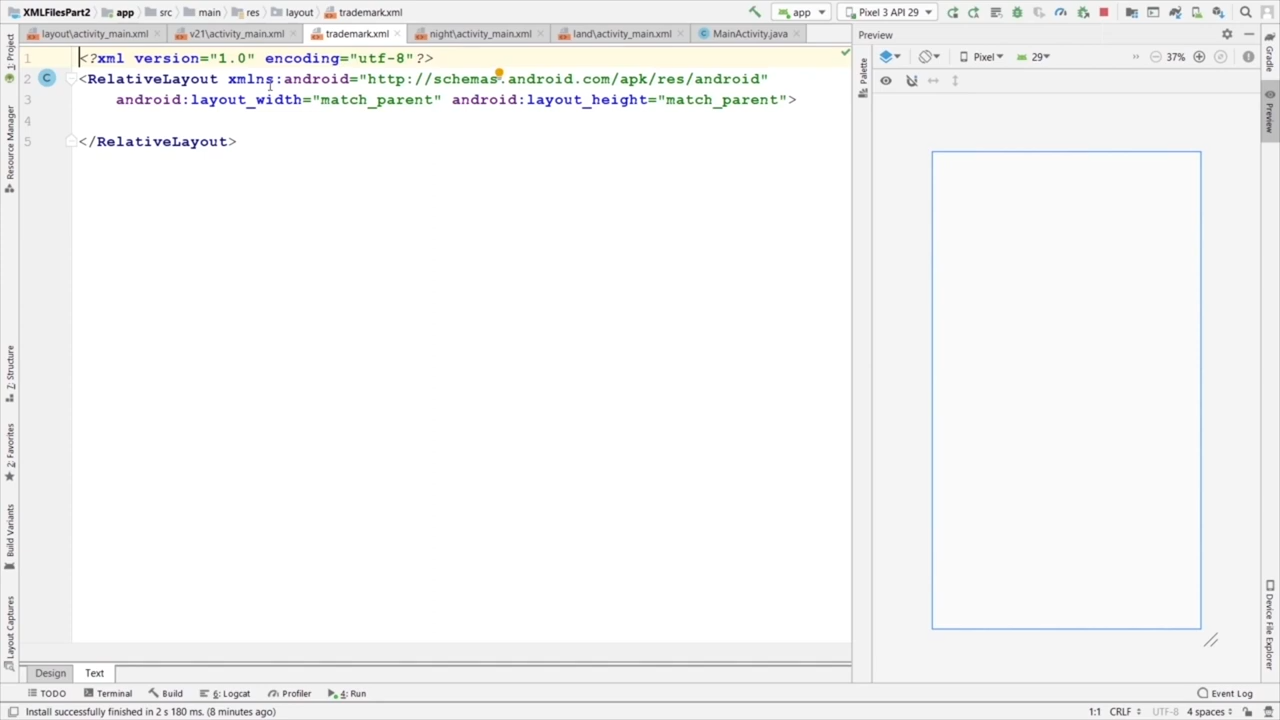 XMLFilesPart2 app src main res layout trademark.xml app Pixel 3 API 29
layout\activity_main.xml v21\activity_main.xml trademark.xml night\activity_main.xml land\activity_main.xml MainActivity.java
1: Project
Resource Manager
7: Structure
2: Favorites
Build Variants
Layout Captures
1 <?xml version="1.0" encoding="utf-8"?>
2 <RelativeLayout xmlns:android="http://schemas.android.com/apk/res/android"
3 android:layout_width="match_parent" android:layout_height="match_parent">
4
5 </RelativeLayout>
C
Palette
Preview
Pixel 29 37%
Gradle
Preview
Device File Explorer
Design Text
TODO Terminal Build 6: Logcat Profiler 4: Run Event Log
Install successfully finished in 2 s 180 ms. (8 minutes ago) 1:1 CRLF UTF-8 4 spaces